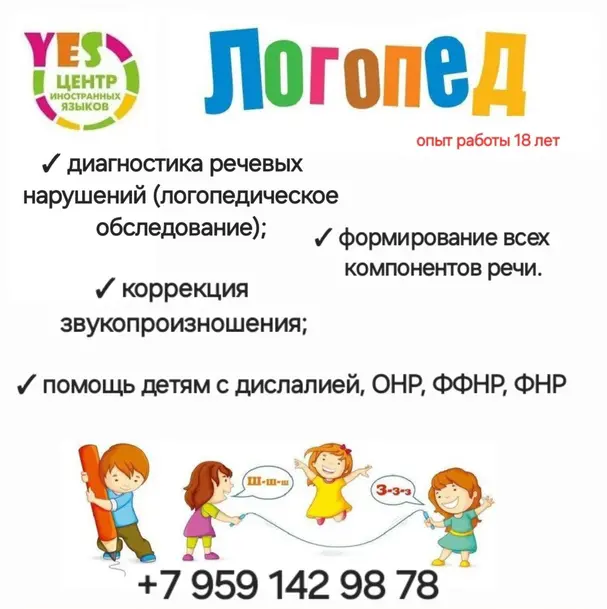 YES
ЦЕНТР
ИНОСТРАННЫХ
ЯЗЫКОВ
Логопед
опыт работы 18 лет
✓ диагностика речевых
нарушений (логопедическое
обследование);
✓ формирование всех
компонентов речи.
✓ коррекция
звукопроизношения;
✓ помощь детям с дислалией, ОНР, ФФНР, ФНР
Ш-ш-ш
З-з-з
+7 959 142 98 78